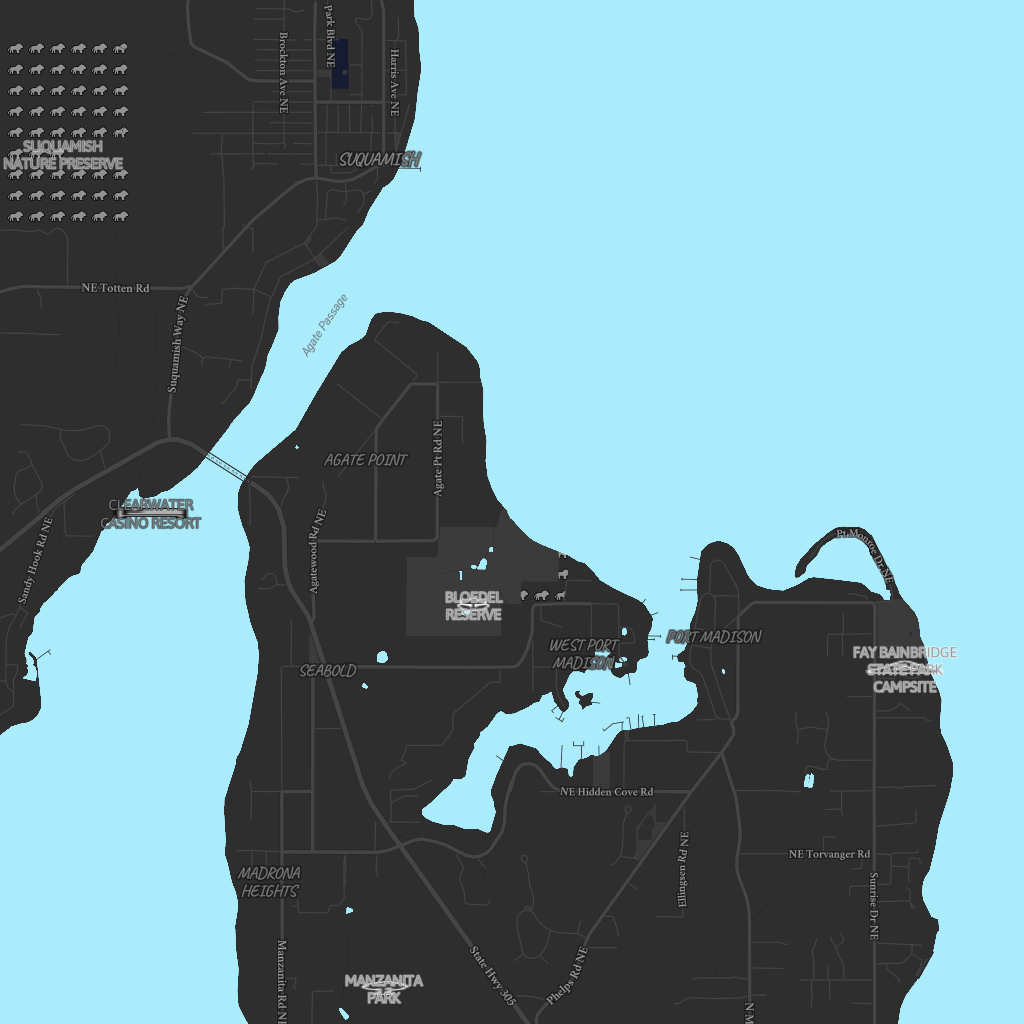 Park Blvd NE
Brockton Ave NE
Harris Ave NE
SUQUAMISH
NATURE PRESERVE
SUQUAMISH
NE Totten Rd
Suquamish Way NE
Agate Passage
AGATE POINT
Agate Pt Rd NE
CLEARWATER
CASINO RESORT
Sandy Hook Rd NE
Agatewood Rd NE
Pt Monroe Dr NE
BLOEDEL
RESERVE
WEST PORT
MADISON
PORT MADISON
FAY BAINBRIDGE
STATE PARK
CAMPSITE
SEABOLD
NE Hidden Cove Rd
Ellingsen Rd NE
NE Torvanger Rd
Sunrise Dr NE
MADRONA
HEIGHTS
Manzanita Rd NE
MANZANITA
PARK
State Hwy 305
Phelps Rd NE
N M